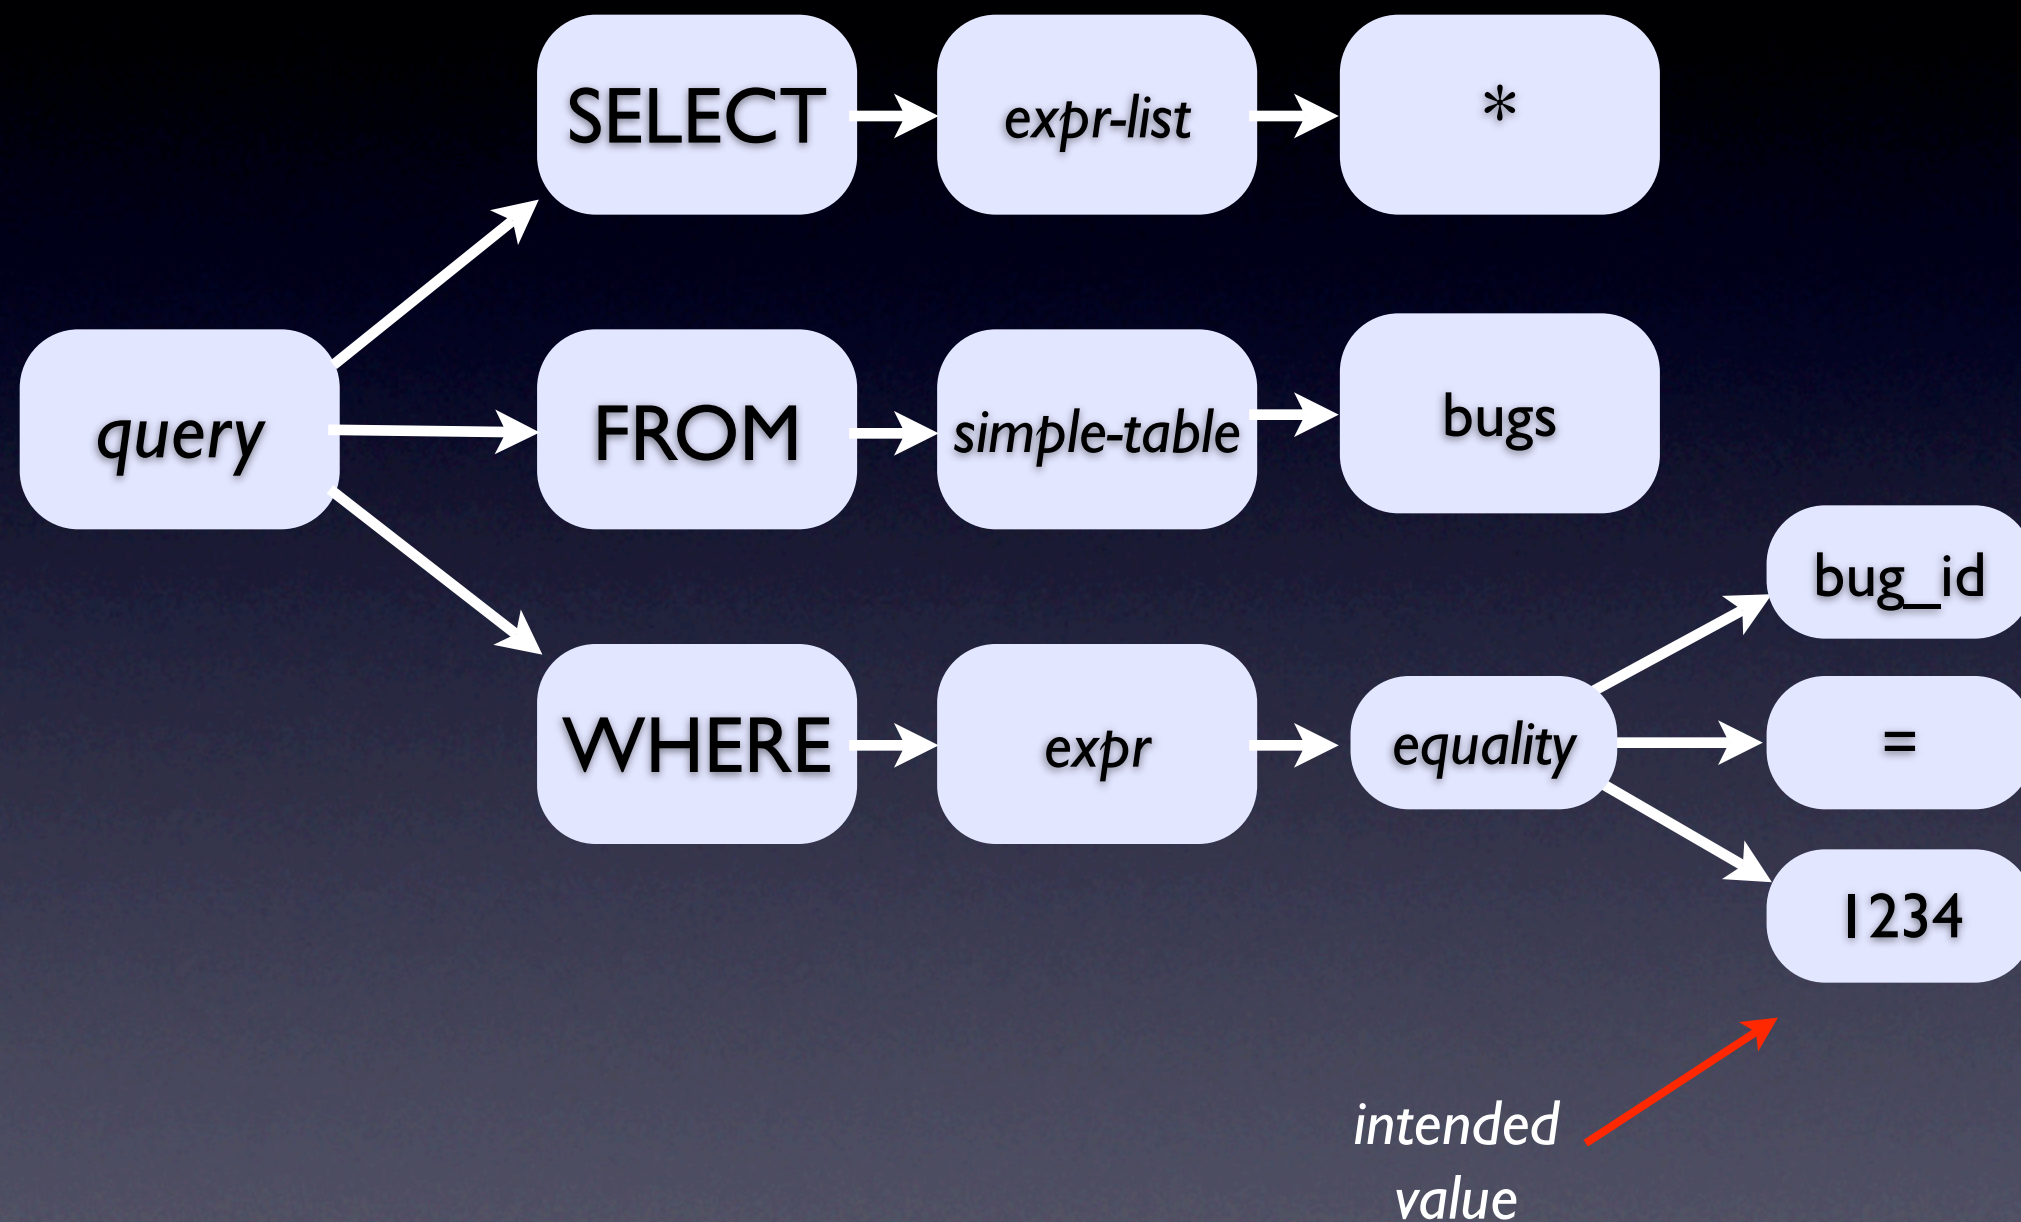 SELECT
expr-list
*
query
FROM
simple-table
bugs
WHERE
expr
equality
bug_id
=
1234
intended
value